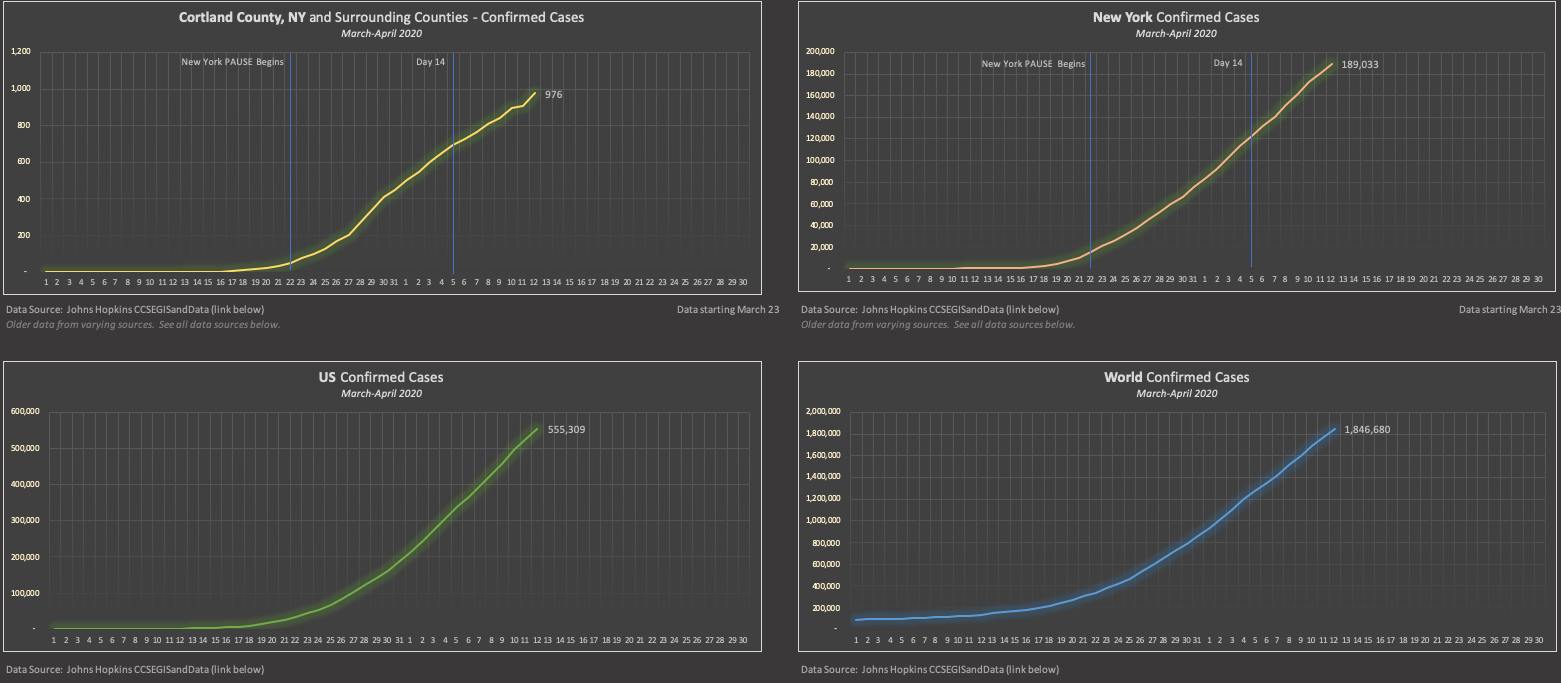 Cortland County, NY and Surrounding Counties - Confirmed Cases
March-April 2020
1,200
1,000
800
600
400
200
-
New York PAUSE Begins
Day 14
976
1 2 3 4 5 6 7 8 9 10 11 12 13 14 15 16 17 18 19 20 21 22 23 24 25 26 27 28 29 30 31 1 2 3 4 5 6 7 8 9 10 11 12 13 14 15 16 17 18 19 20 21 22 23 24 25 26 27 28 29 30
Data Source: Johns Hopkins CCSEGISandData (link below)
Data starting March 23
Older data from varying sources. See all data sources below.
New York Confirmed Cases
March-April 2020
200,000
180,000
160,000
140,000
120,000
100,000
80,000
60,000
40,000
20,000
-
New York PAUSE Begins
Day 14
189,033
1 2 3 4 5 6 7 8 9 10 11 12 13 14 15 16 17 18 19 20 21 22 23 24 25 26 27 28 29 30 31 1 2 3 4 5 6 7 8 9 10 11 12 13 14 15 16 17 18 19 20 21 22 23 24 25 26 27 28 29 30
Data Source: Johns Hopkins CCSEGISandData (link below)
Data starting March 23
Older data from varying sources. See all data sources below.
US Confirmed Cases
March-April 2020
600,000
500,000
400,000
300,000
200,000
100,000
-
555,309
1 2 3 4 5 6 7 8 9 10 11 12 13 14 15 16 17 18 19 20 21 22 23 24 25 26 27 28 29 30 31 1 2 3 4 5 6 7 8 9 10 11 12 13 14 15 16 17 18 19 20 21 22 23 24 25 26 27 28 29 30
Data Source: Johns Hopkins CCSEGISandData (link below)
World Confirmed Cases
March-April 2020
2,000,000
1,800,000
1,600,000
1,400,000
1,200,000
1,000,000
800,000
600,000
400,000
200,000
-
1,846,680
1 2 3 4 5 6 7 8 9 10 11 12 13 14 15 16 17 18 19 20 21 22 23 24 25 26 27 28 29 30 31 1 2 3 4 5 6 7 8 9 10 11 12 13 14 15 16 17 18 19 20 21 22 23 24 25 26 27 28 29 30
Data Source: Johns Hopkins CCSEGISandData (link below)